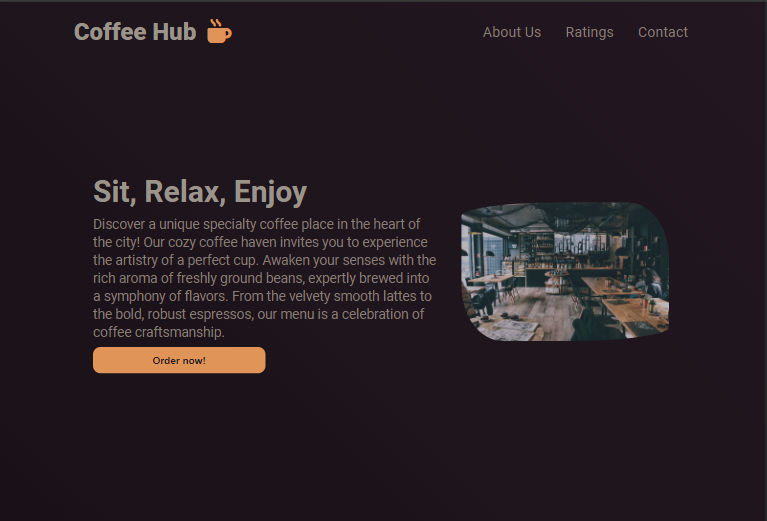 Coffee Hub
About Us Ratings Contact
Sit, Relax, Enjoy
Discover a unique specialty coffee place in the heart of
the city! Our cozy coffee haven invites you to experience
the artistry of a perfect cup. Awaken your senses with the
rich aroma of freshly ground beans, expertly brewed into
a symphony of flavors. From the velvety smooth lattes to
the bold, robust espressos, our menu is a celebration of
coffee craftsmanship.
Order now!